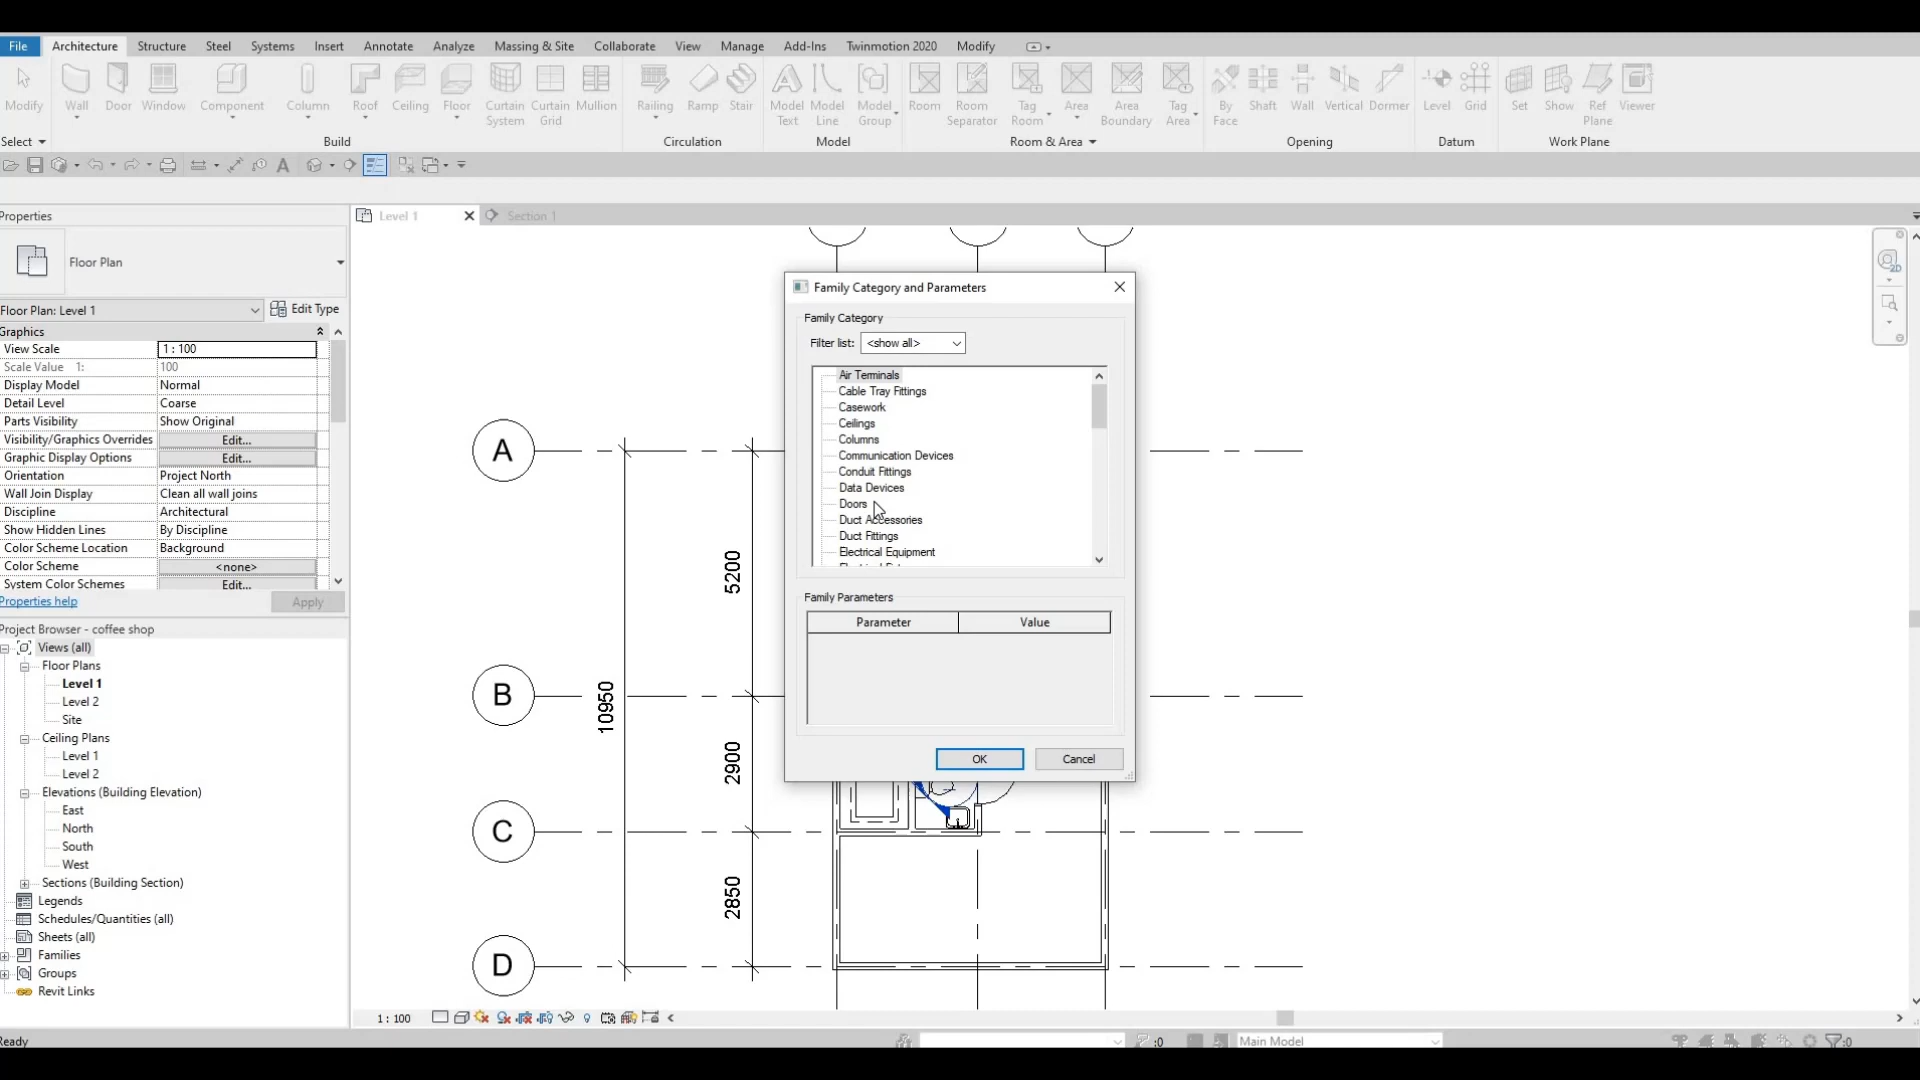 File Architecture Structure Steel Systems Insert Annotate Analyze Massing & Site Collaborate View Manage Add-Ins Twinmotion 2020 Modify
Modify Wall Door Window Component Column Roof Ceiling Floor Curtain System Curtain Grid Mullion Railing Ramp Stair Model Text Model Line Model Group Room Room Separator Tag Room Area Area Boundary Tag Area By Face Shaft Wall Vertical Dormer Level Grid Set Show Ref Plane Viewer
Select Build Circulation Model Room & Area Opening Datum Work Plane
Properties
Level 1
Section 1
Floor Plan
Floor Plan: Level 1
Edit Type
Graphics
View Scale 1 : 100
Scale Value 1: 100
Display Model Normal
Detail Level Coarse
Parts Visibility Show Original
Visibility/Graphics Overrides Edit...
Graphic Display Options Edit...
Orientation Project North
Wall Join Display Clean all wall joins
Discipline Architectural
Show Hidden Lines By Discipline
Color Scheme Location Background
Color Scheme <none>
System Color Schemes Edit...
Properties help
Apply
Project Browser - coffee shop
Views (all)
Floor Plans
Level 1
Level 2
Site
Ceiling Plans
Level 1
Level 2
Elevations (Building Elevation)
East
North
South
West
Sections (Building Section)
Legends
Schedules/Quantities (all)
Sheets (all)
Families
Groups
Revit Links
A
B
C
D
10950
5200
2900
2850
2D
Family Category and Parameters
Family Category
Filter list: <show all>
Air Terminals
Cable Tray Fittings
Casework
Ceilings
Columns
Communication Devices
Conduit Fittings
Data Devices
Doors
Duct Accessories
Duct Fittings
Electrical Equipment
Family Parameters
Parameter Value
OK Cancel
1 : 100
Ready
:0
Main Model
:0